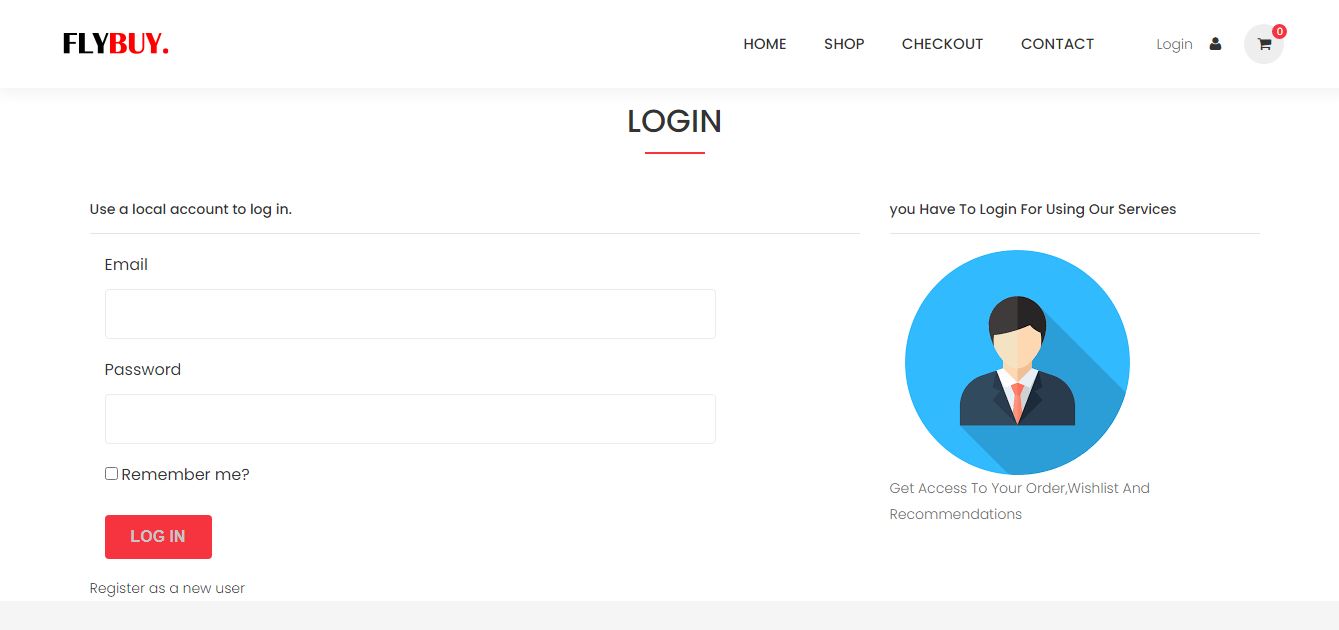 FLYBUY.
HOME SHOP CHECKOUT CONTACT Login 0
LOGIN
Use a local account to log in.
Email
Password
Remember me?
LOG IN
Register as a new user
you Have To Login For Using Our Services
Get Access To Your Order,Wishlist And
Recommendations